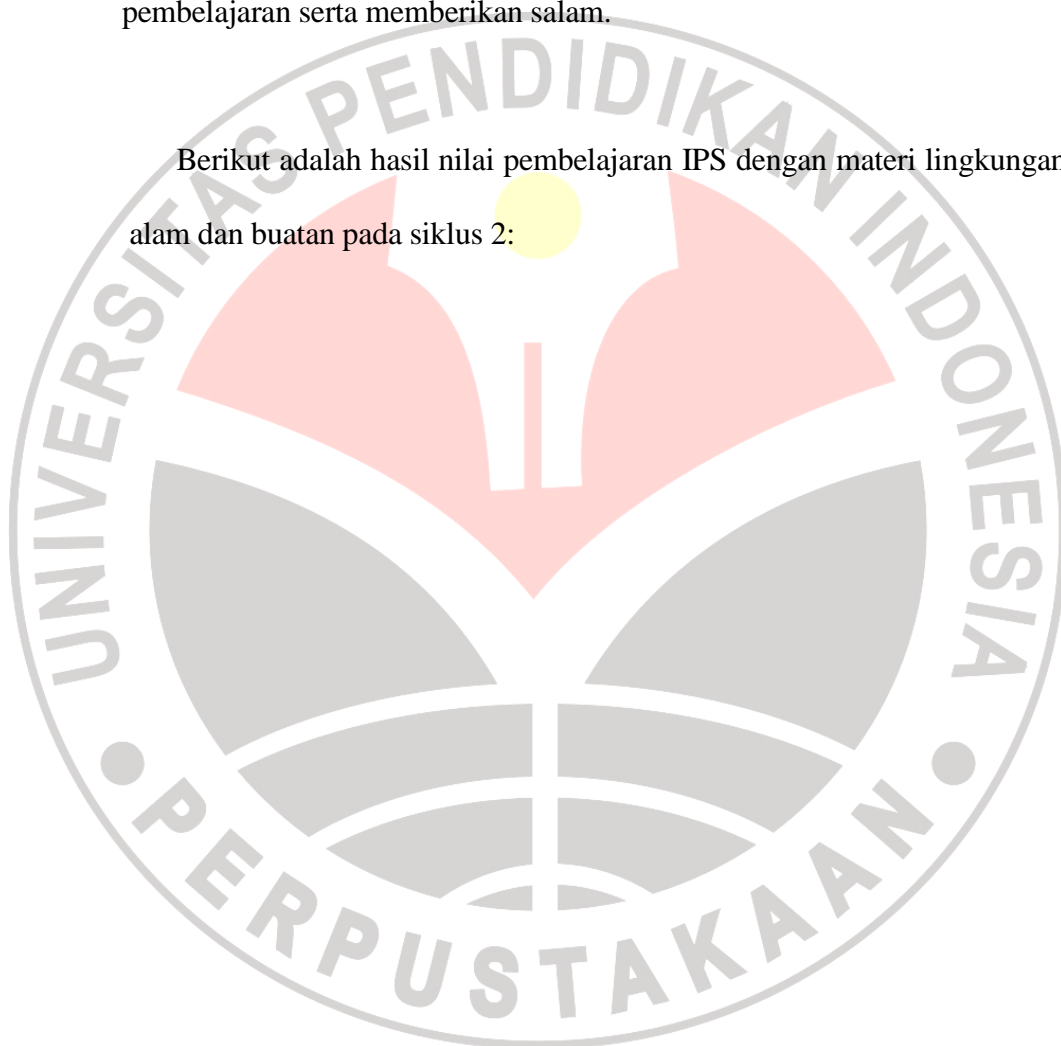 pembelajaran serta memberikan salam.
UNIVERSITAS PENDIDIKAN INDONESIA
Berikut adalah hasil nilai pembelajaran IPS dengan materi lingkungan
alam dan buatan pada siklus 2:
PERPUSTAKAAN